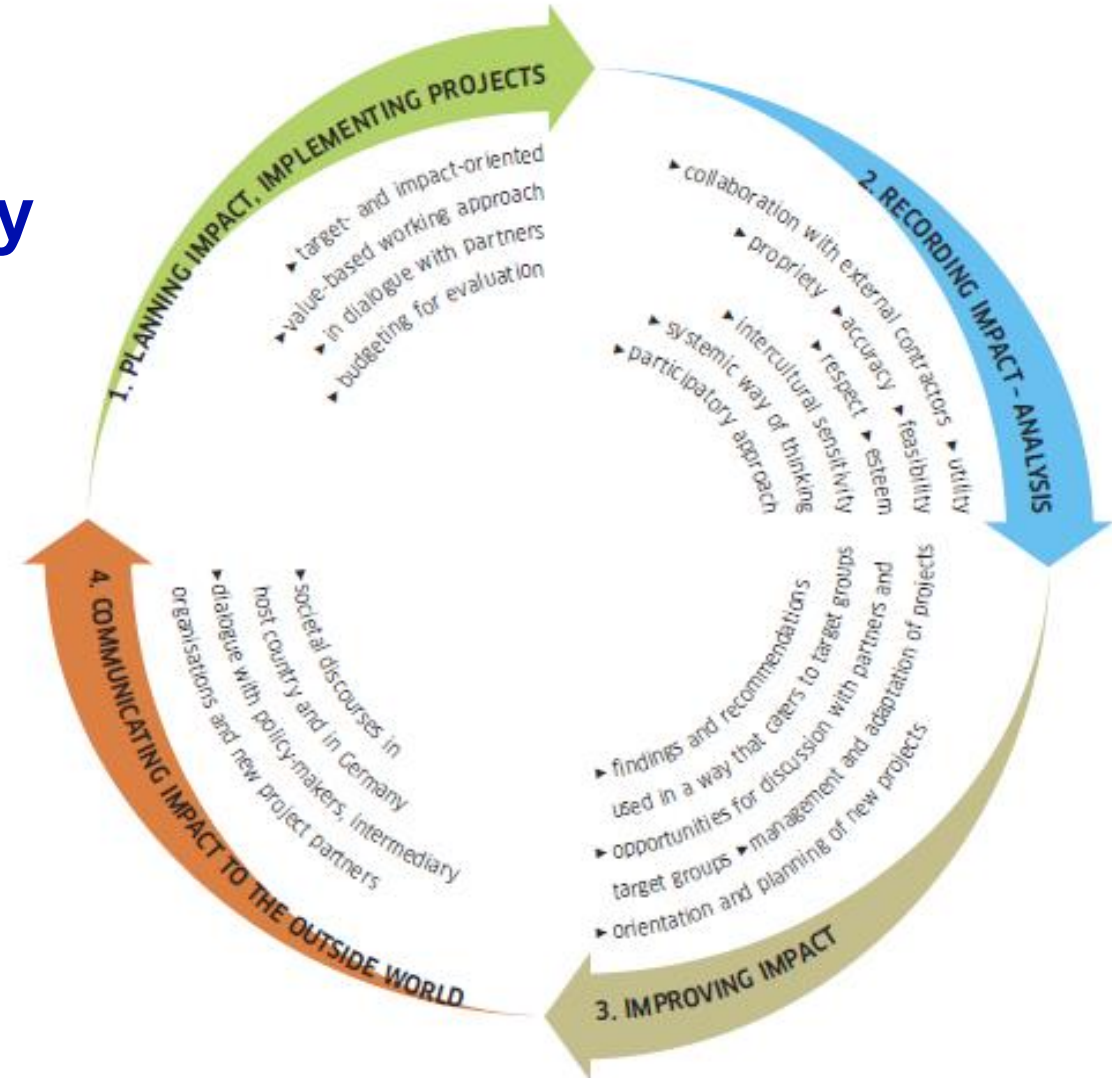 y
1. PLANNING IMPACT, IMPLEMENTING PROJECTS
▸ target- and impact-oriented
▸ value-based working approach
▸ in dialogue with partners
▸ budgeting for evaluation
2. RECORDING IMPACT – ANALYSIS
▸ collaboration with external contractors ▸ utility
▸ propriety ▸ accuracy ▸ feasibility
▸ respect ▸ esteem
▸ intercultural sensitivity
▸ systemic way of thinking
▸ participatory approach
3. IMPROVING IMPACT
▸ findings and recommendations
used in a way that caters to target groups
▸ opportunities for discussion with partners and
target groups ▸ management and adaptation of projects
▸ orientation and planning of new projects
4. COMMUNICATING IMPACT TO THE OUTSIDE WORLD
▸ societal discourses in
host country and in Germany
▸ dialogue with policy-makers, intermediary
organisations and new project partners